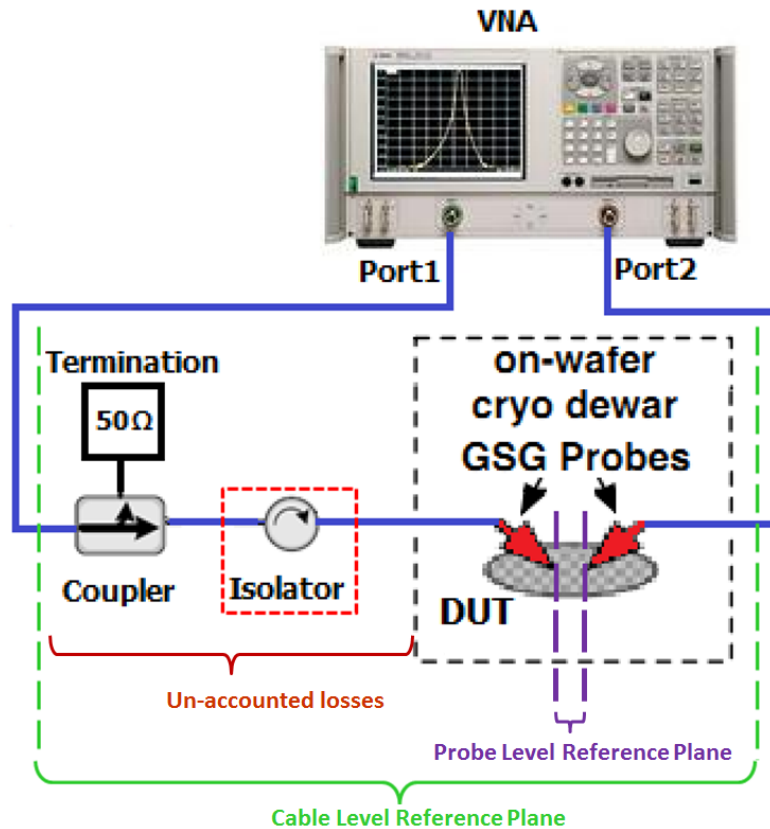 VNA
Port1
Port2
Termination
50Ω
on-wafer
cryo dewar
GSG Probes
Coupler
Isolator
DUT
Un-accounted losses
Probe Level Reference Plane
Cable Level Reference Plane